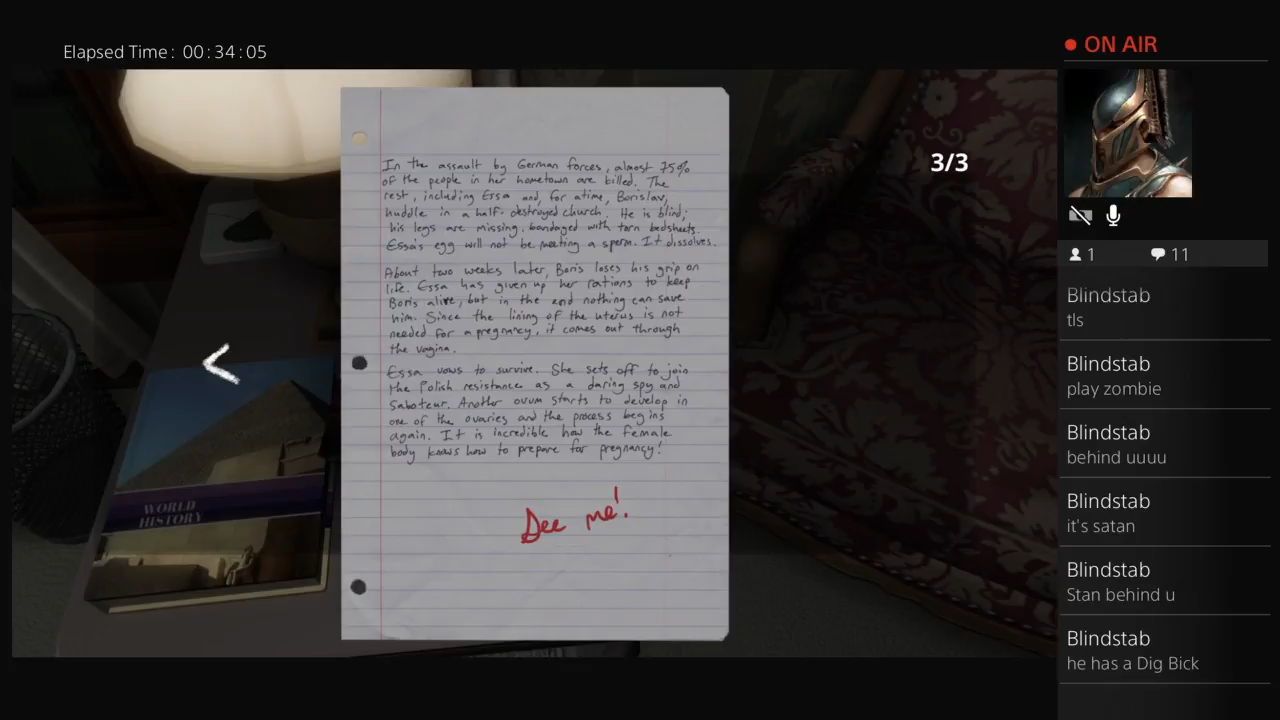 Elapsed Time: 00:34:05
ON AIR
3/3
In the assault by German forces, almost 75%
of the people in her hometown are killed. The
rest, including Essa and, for a time, Borislav,
huddle in a half-destroyed church. He is blind;
his legs are missing, bandaged with torn bedsheets.
Essa's egg will not be meeting a sperm. It dissolves.
About two weeks later, Boris loses his grip on
life. Essa has given up her rations to keep
Boris alive, but in the end nothing can save
him. Since the lining of the uterus is not
needed for a pregnancy, it comes out through
the vagina.
Essa vows to survive. She sets off to join
the Polish resistance as a daring spy and
saboteur. Another ovum starts to develop in
one of the ovaries and the process begins
again. It is incredible how the female
body knows how to prepare for pregnancy!
See me!
WORLD
HISTORY
1
11
Blindstab
tls
Blindstab
play zombie
Blindstab
behind uuuu
Blindstab
it's satan
Blindstab
Stan behind u
Blindstab
he has a Dig Bick